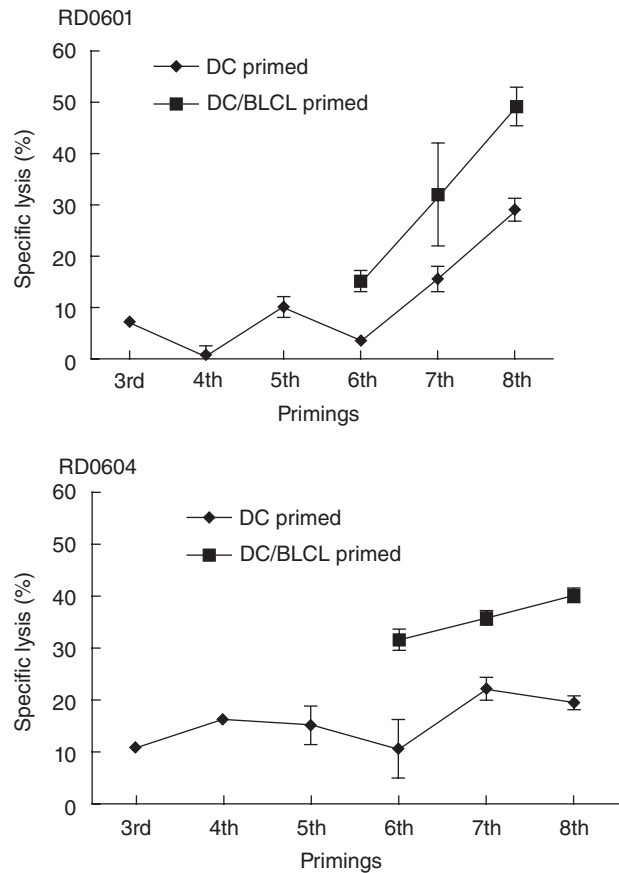 RD0601
DC primed
DC/BLCL primed
Specific lysis (%)
60
50
40
30
20
10
0
3rd 4th 5th 6th 7th 8th
Primings
RD0604
DC primed
DC/BLCL primed
Specific lysis (%)
60
50
40
30
20
10
0
3rd 4th 5th 6th 7th 8th
Primings